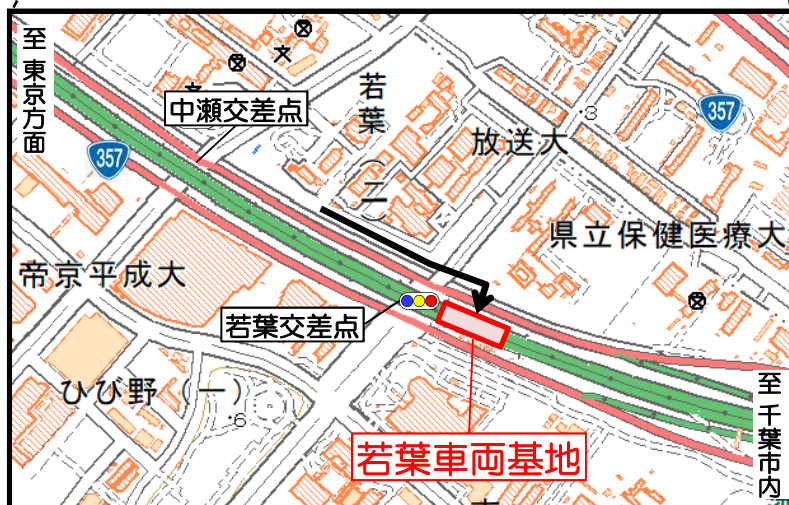 至 東京方面
中瀬交差点
若葉（二）
放送大
3
357
357
県立保健医療大
帝京平成大
若葉交差点
ひび野（一）
6
若葉車両基地
至 千葉市内